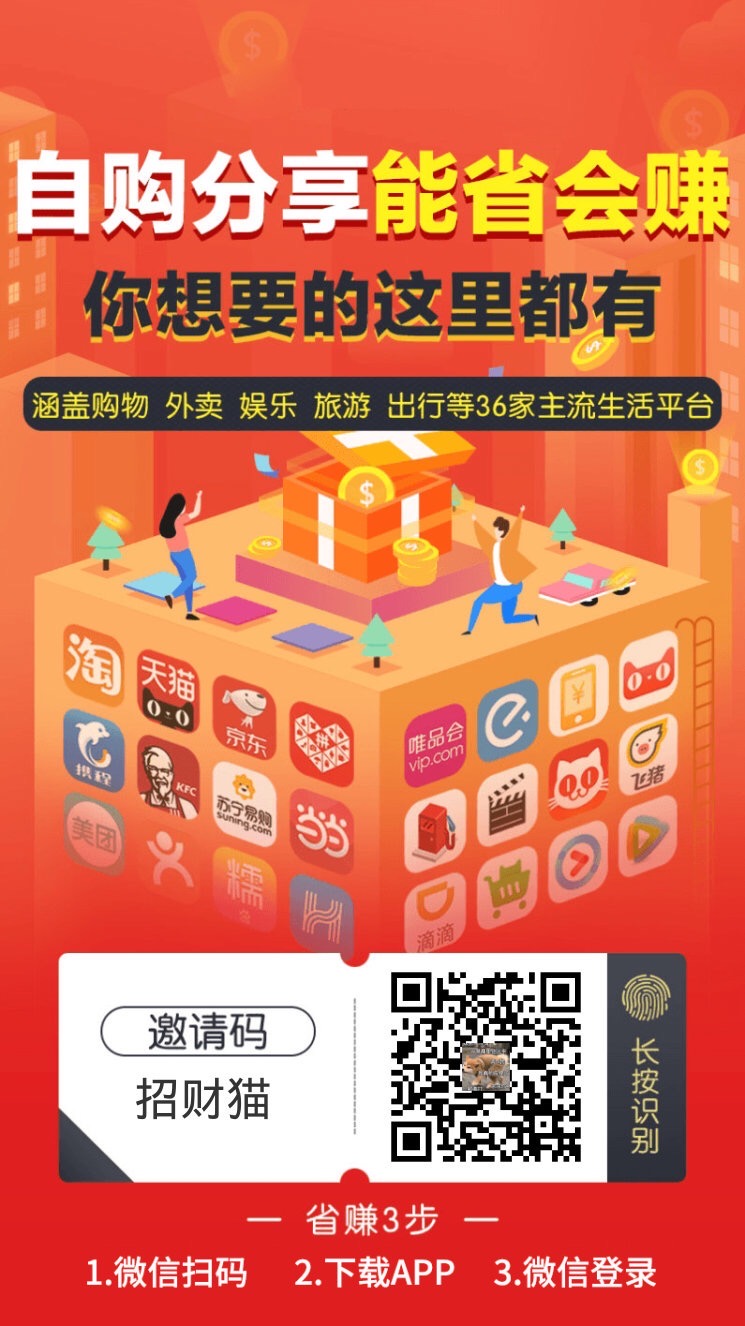 自购分享能省会赚
你想要的这里都有
涵盖购物 外卖 娱乐 旅游 出行等36家主流生活平台
淘
天猫
京东
拼
唯品会
vip.com
携程
KFC
苏宁易购
suning.com
当当
飞猪
美团
糯
滴滴
邀请码
招财猫
长按识别
省赚3步
1.微信扫码 2.下载APP 3.微信登录